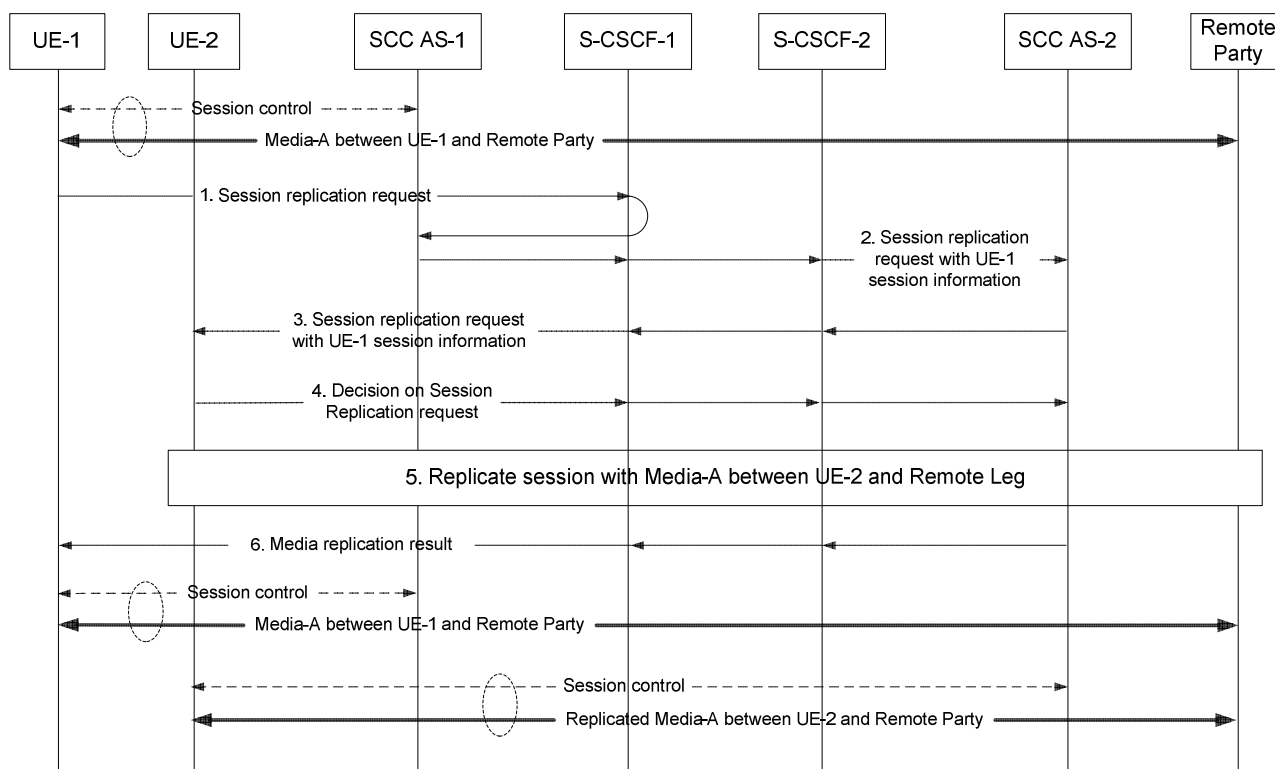 UE-1
UE-2
SCC AS-1
S-CSCF-1
S-CSCF-2
SCC AS-2
Remote
Party
Session control
Media-A between UE-1 and Remote Party
1. Session replication request
2. Session replication
request with UE-1
session information
3. Session replication request
with UE-1 session information
4. Decision on Session
Replication request
5. Replicate session with Media-A between UE-2 and Remote Leg
6. Media replication result
Session control
Media-A between UE-1 and Remote Party
Session control
Replicated Media-A between UE-2 and Remote Party